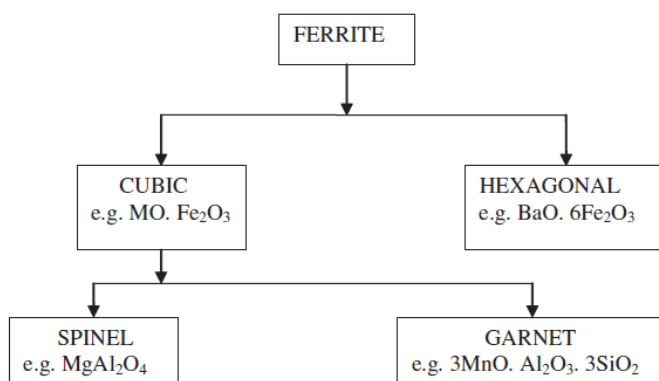 FERRITE
CUBIC
e.g. MO. Fe₂O₃
HEXAGONAL
e.g. BaO. 6Fe₂O₃
SPINEL
e.g. MgAl₂O₄
GARNET
e.g. 3MnO. Al₂O₃. 3SiO₂